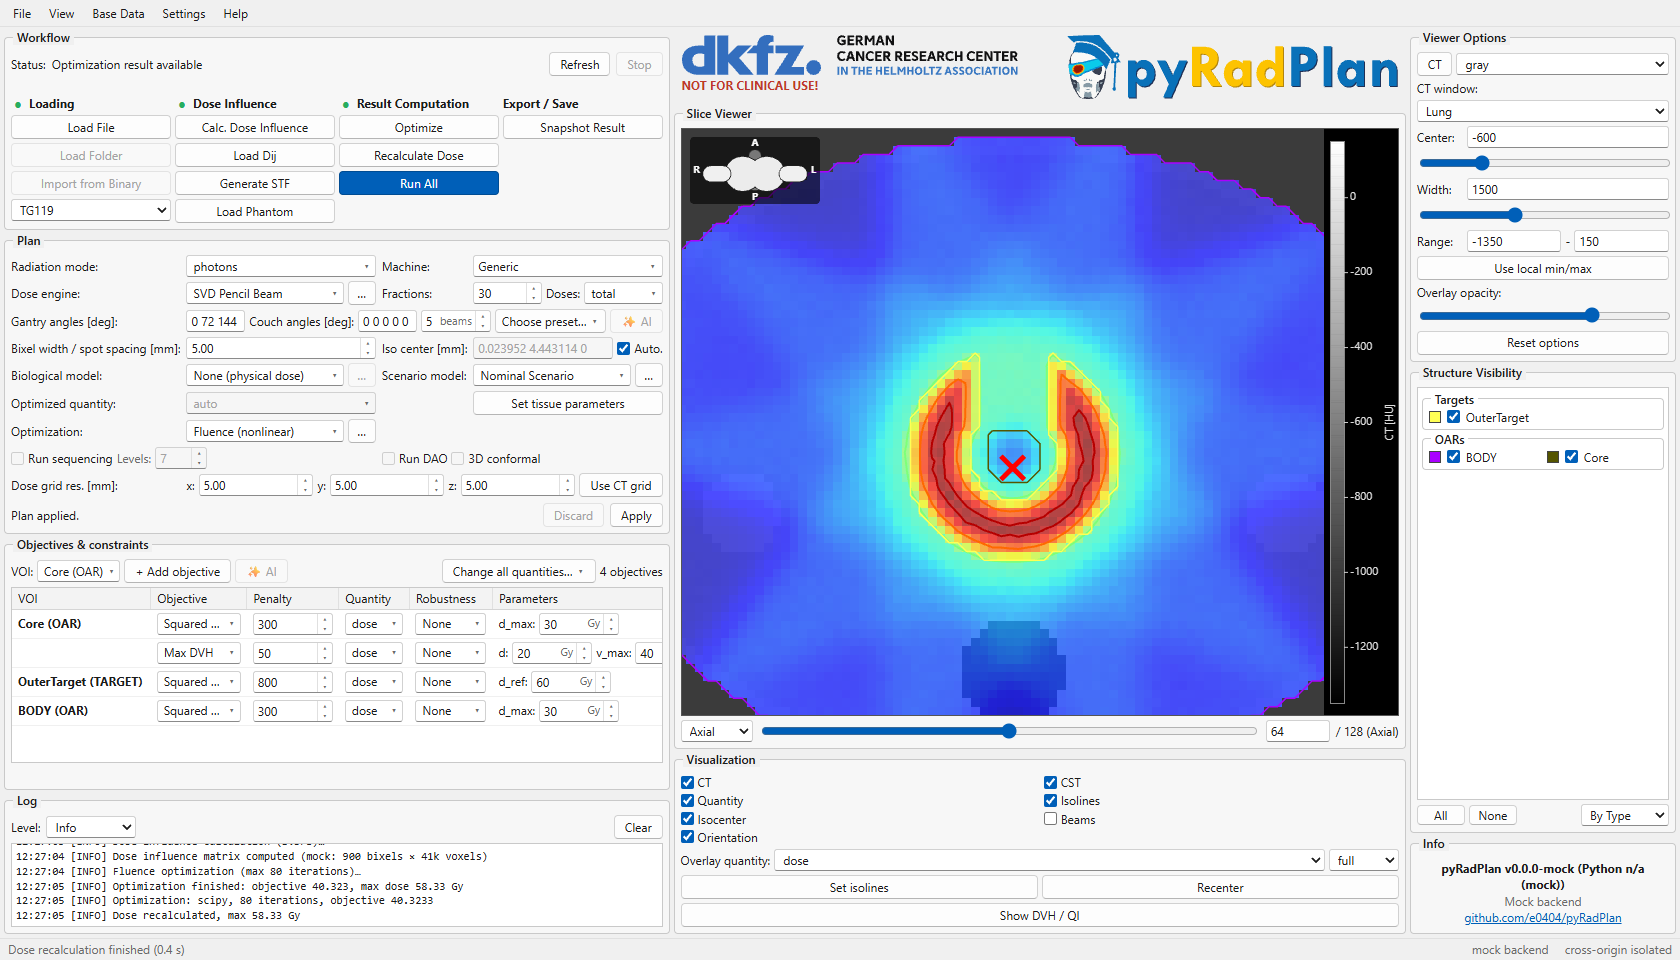 File View Base Data Settings Help
Workflow
Status: Optimization result available
Refresh Stop
Loading Dose Influence Result Computation Export / Save
Load File Calc. Dose Influence Optimize Snapshot Result
Load Folder Load Dij Recalculate Dose
Import from Binary Generate STF Run All
TG119 Load Phantom
Plan
Radiation mode: photons Machine: Generic
Dose engine: SVD Pencil Beam ... Fractions: 30 Doses: total
Gantry angles [deg]: 0 72 144 Couch angles [deg]: 0 0 0 0 0 5 beams Choose preset... AI
Bixel width / spot spacing [mm]: 5.00 Iso center [mm]: 0.023952 4.443114 0 Auto.
Biological model: None (physical dose) ... Scenario model: Nominal Scenario ...
Optimized quantity: auto Set tissue parameters
Optimization: Fluence (nonlinear) ...
Run sequencing Levels: 7 Run DAO 3D conformal
Dose grid res. [mm]: x: 5.00 y: 5.00 z: 5.00 Use CT grid
Plan applied. Discard Apply
Objectives & constraints
VOI: Core (OAR) + Add objective AI Change all quantities... 4 objectives
VOI Objective Penalty Quantity Robustness Parameters
Core (OAR) Squared ... 300 dose None d_max: 30 Gy
Max DVH 50 dose None d: 20 Gy v_max: 40
OuterTarget (TARGET) Squared ... 800 dose None d_ref: 60 Gy
BODY (OAR) Squared ... 300 dose None d_max: 30 Gy
Log
Level: Info Clear
12:27:04 [INFO] Dose influence matrix computed (mock: 900 bixels × 41k voxels)
12:27:04 [INFO] Fluence optimization (max 80 iterations)…
12:27:05 [INFO] Optimization finished: objective 40.323, max dose 58.33 Gy
12:27:05 [INFO] Optimization: scipy, 80 iterations, objective 40.3233
12:27:05 [INFO] Dose recalculated, max 58.33 Gy
Dose recalculation finished (0.4 s)
dkfz.
GERMAN
CANCER RESEARCH CENTER
IN THE HELMHOLTZ ASSOCIATION
NOT FOR CLINICAL USE!
pyRadPlan
Slice Viewer
A
R L
P
0
-200
-400
-600
-800
-1000
-1200
CT [HU]
Axial 64 / 128 (Axial)
Visualization
CT CST
Quantity Isolines
Isocenter Beams
Orientation
Overlay quantity: dose full
Set isolines Recenter
Show DVH / QI
Viewer Options
CT gray
CT window:
Lung
Center: -600
Width: 1500
Range: -1350 - 150
Use local min/max
Overlay opacity:
Reset options
Structure Visibility
Targets
OuterTarget
OARs
BODY Core
All None By Type
Info
pyRadPlan v0.0.0-mock (Python n/a
(mock))
Mock backend
github.com/e0404/pyRadPlan
mock backend cross-origin isolated